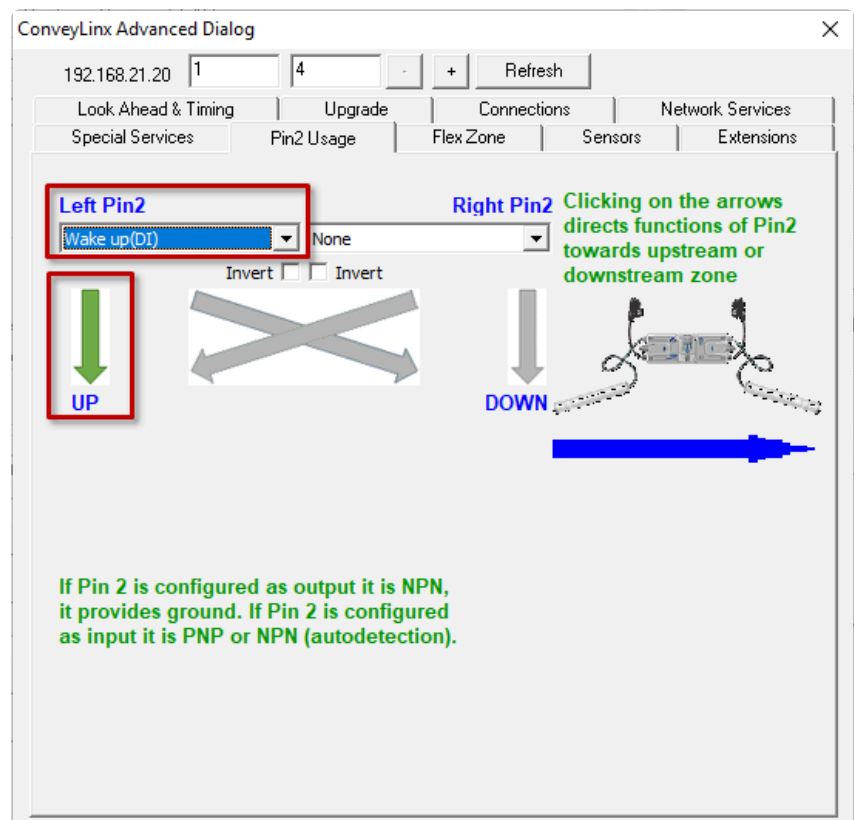 ConveyLinx Advanced Dialog
192.168.21.20 1 4 - + Refresh
Look Ahead & Timing Upgrade Connections Network Services
Special Services Pin2 Usage Flex Zone Sensors Extensions
Left Pin2 Right Pin2
Wake up(DI) None
Invert Invert
Clicking on the arrows
directs functions of Pin2
towards upstream or
downstream zone
UP DOWN
If Pin 2 is configured as output it is NPN,
it provides ground. If Pin 2 is configured
as input it is PNP or NPN (autodetection).